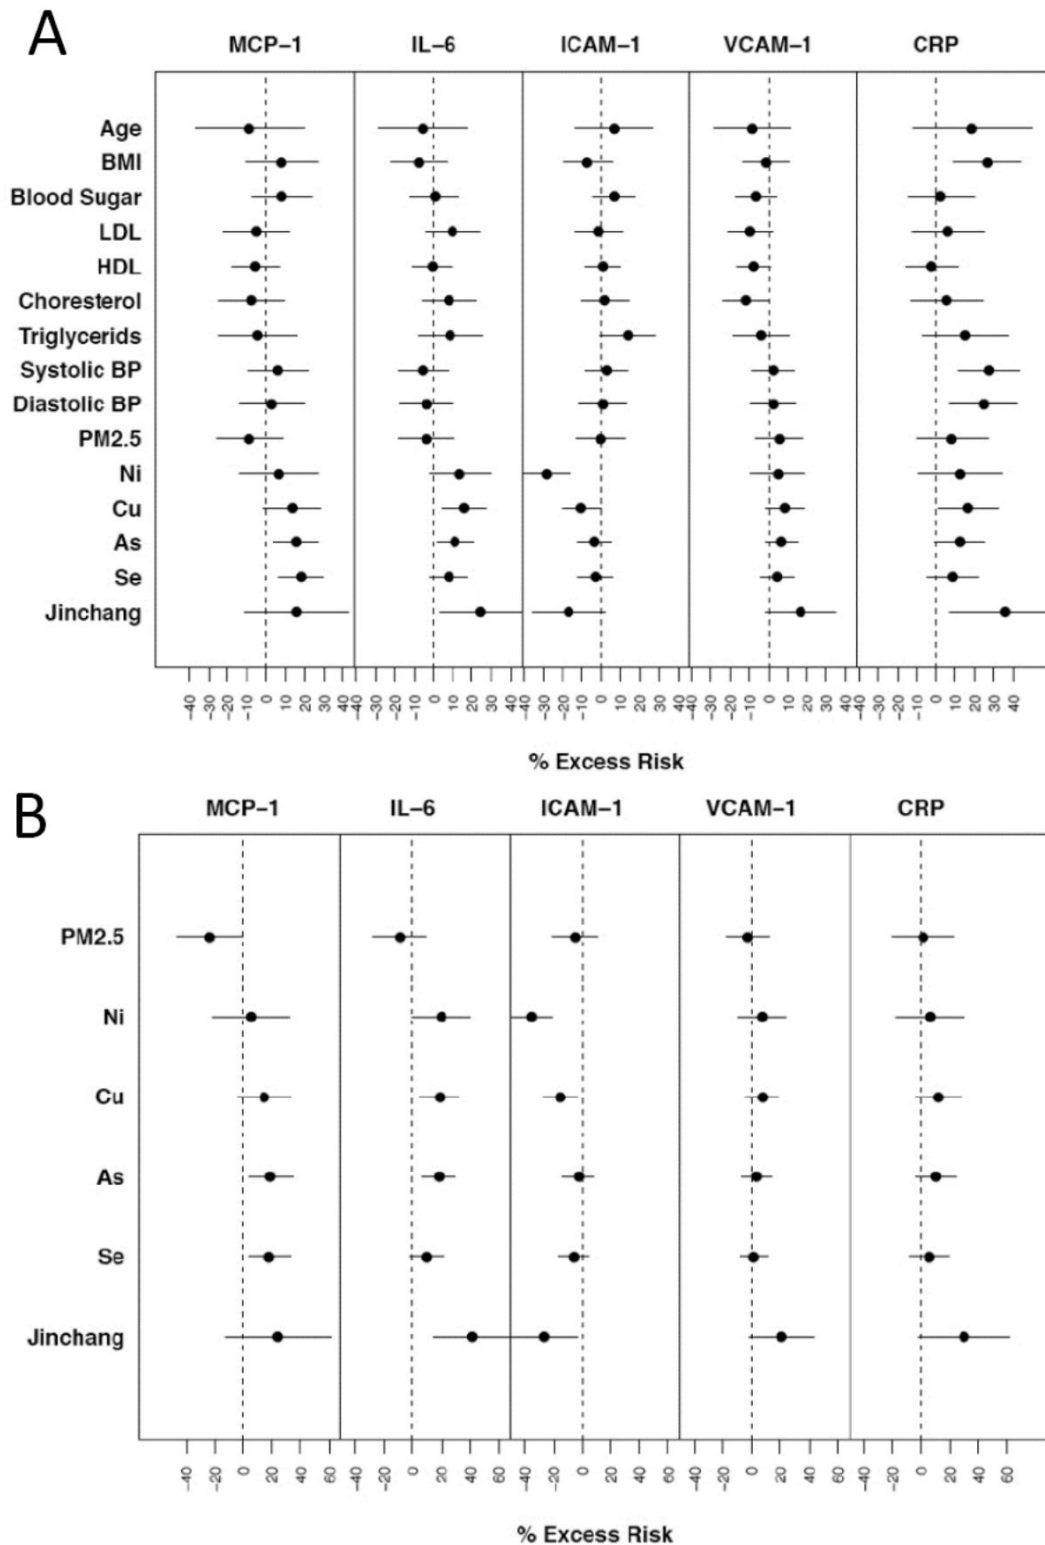 A
MCP–1 IL–6 ICAM–1 VCAM–1 CRP
Age
BMI
Blood Sugar
LDL
HDL
Choresterol
Triglycerids
Systolic BP
Diastolic BP
PM2.5
Ni
Cu
As
Se
Jinchang
−40 −30 −20 −10 0 10 20 30 40 −40 −30 −20 −10 0 10 20 30 40 −40 −30 −20 −10 0 10 20 30 40 −40 −30 −20 −10 0 10 20 30 40 −40 −30 −20 −10 0 10 20 30 40
% Excess Risk
B
MCP–1 IL–6 ICAM–1 VCAM–1 CRP
PM2.5
Ni
Cu
As
Se
Jinchang
−40 −20 0 20 40 60 −40 −20 0 20 40 60 −40 −20 0 20 40 60 −40 −20 0 20 40 60 −40 −20 0 20 40 60
% Excess Risk